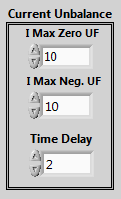 Current Unbalance
I Max Zero UF
10
I Max Neg. UF
10
Time Delay
2